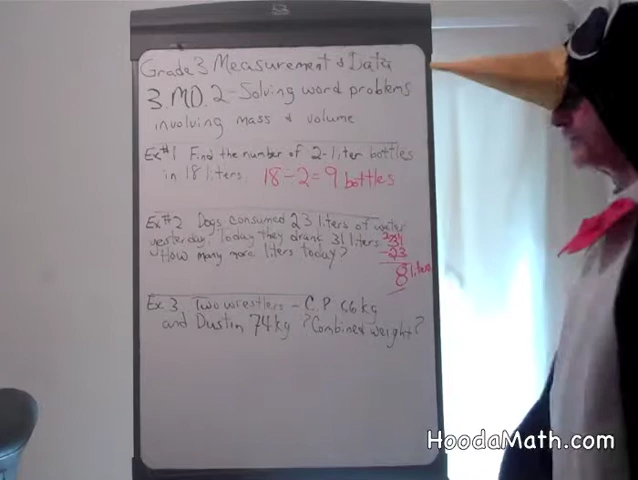 Grade 3 Measurement & Data
3.MD.2 - Solving word problems
involving mass & volume
Ex#1 Find the number of 2-liter bottles
in 18 liters. 18 ÷ 2 = 9 bottles
Ex#2 Dogs consumed 23 liters of water
yesterday. Today they drank 31 liters.
How many more liters today?
- 23
8 liters
Ex 3. Two wrestlers - C.P 66 kg
and Dustin 74 kg ? Combined weight?
HoodaMath.com